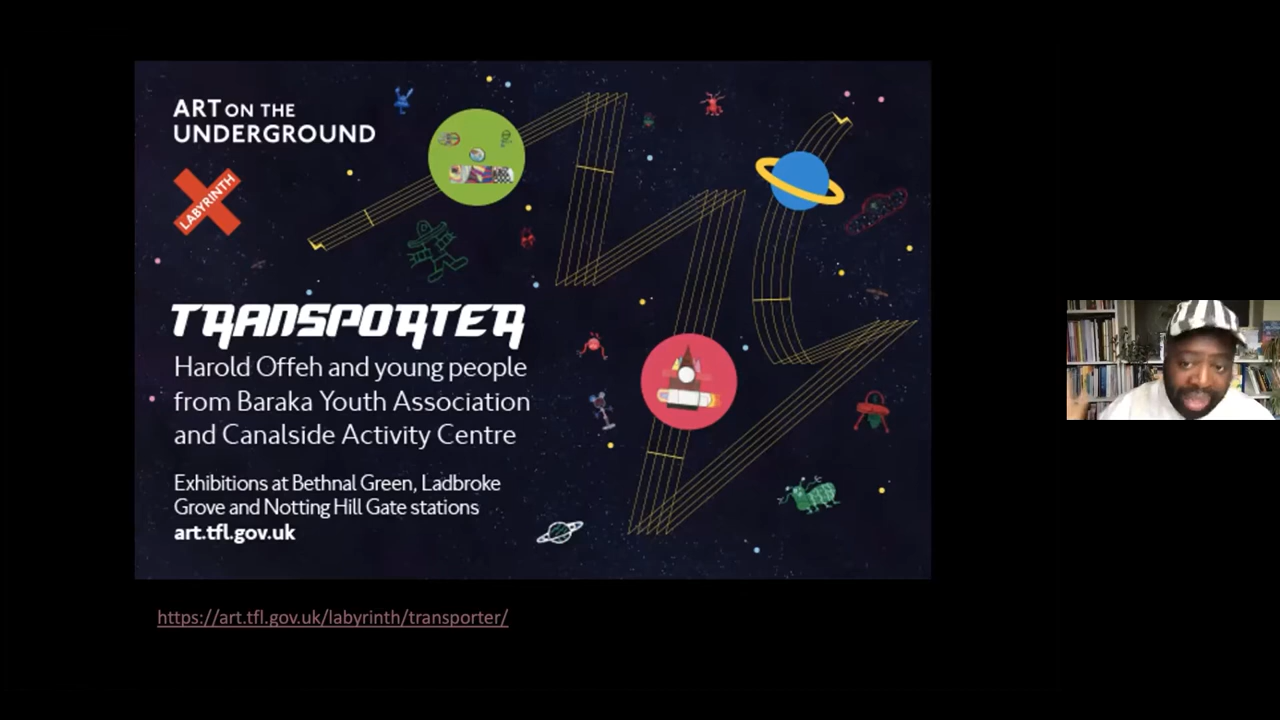 ART ON THE
UNDERGROUND
LABYRINTH
TRANSPORTER
Harold Offeh and young people
from Baraka Youth Association
and Canalside Activity Centre
Exhibitions at Bethnal Green, Ladbroke
Grove and Notting Hill Gate stations
art.tfl.gov.uk
https://art.tfl.gov.uk/labyrinth/transporter/